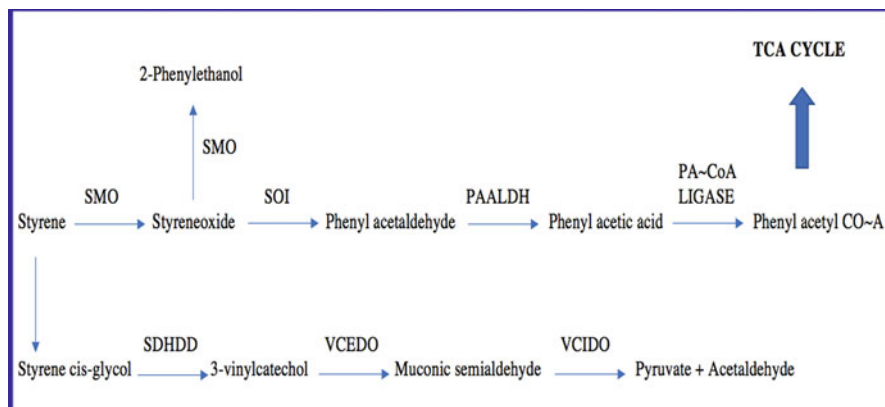 TCA CYCLE
2-Phenylethanol
SMO
PA~CoA
SMO SOI PAALDH LIGASE
Styrene Styreneoxide Phenyl acetaldehyde Phenyl acetic acid Phenyl acetyl CO~A
SDHDD VCEDO VCIDO
Styrene cis-glycol 3-vinylcatechol Muconic semialdehyde Pyruvate + Acetaldehyde